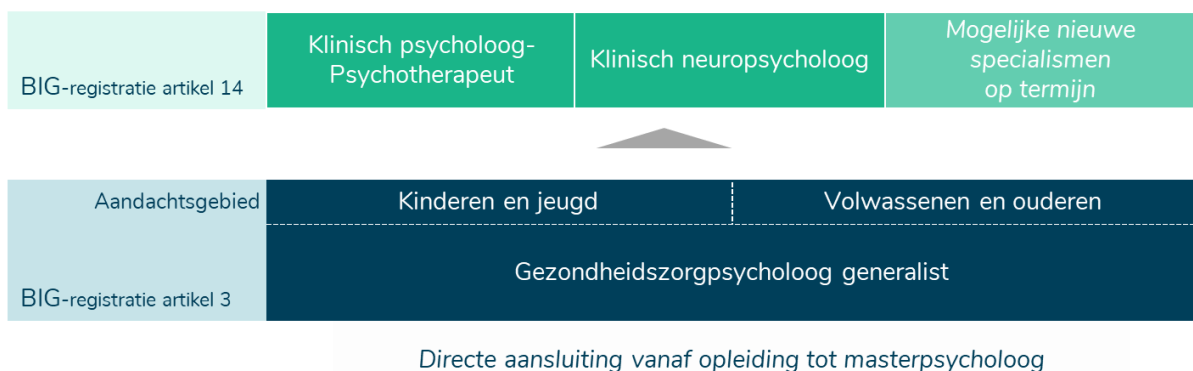 BIG-registratie artikel 14
Klinisch psycholoog-
Psychotherapeut
Klinisch neuropsycholoog
Mogelijke nieuwe
specialismen
op termijn
Aandachtsgebied
Kinderen en jeugd
Volwassenen en ouderen
BIG-registratie artikel 3
Gezondheidszorgpsycholoog generalist
Directe aansluiting vanaf opleiding tot masterpsycholoog